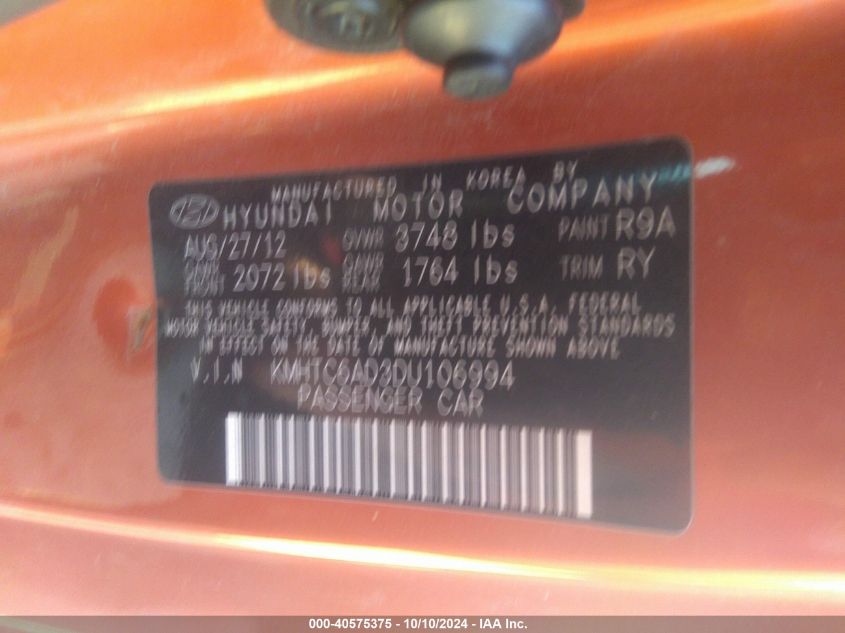 MANUFACTURED IN KOREA BY
HYUNDAI MOTOR COMPANY
AUG/27/12 GVWR 3748 lbs PAINT R9A
GAWR FRONT 2072 lbs GAWR REAR 1764 lbs TRIM RY
THIS VEHICLE CONFORMS TO ALL APPLICABLE U.S.A. FEDERAL
MOTOR VEHICLE SAFETY, BUMPER, AND THEFT PREVENTION STANDARDS
IN EFFECT ON THE DATE OF MANUFACTURE SHOWN ABOVE
V.I.N KMHTC6AD3DU106994
PASSENGER CAR
000-40575375 - 10/10/2024 - IAA Inc.